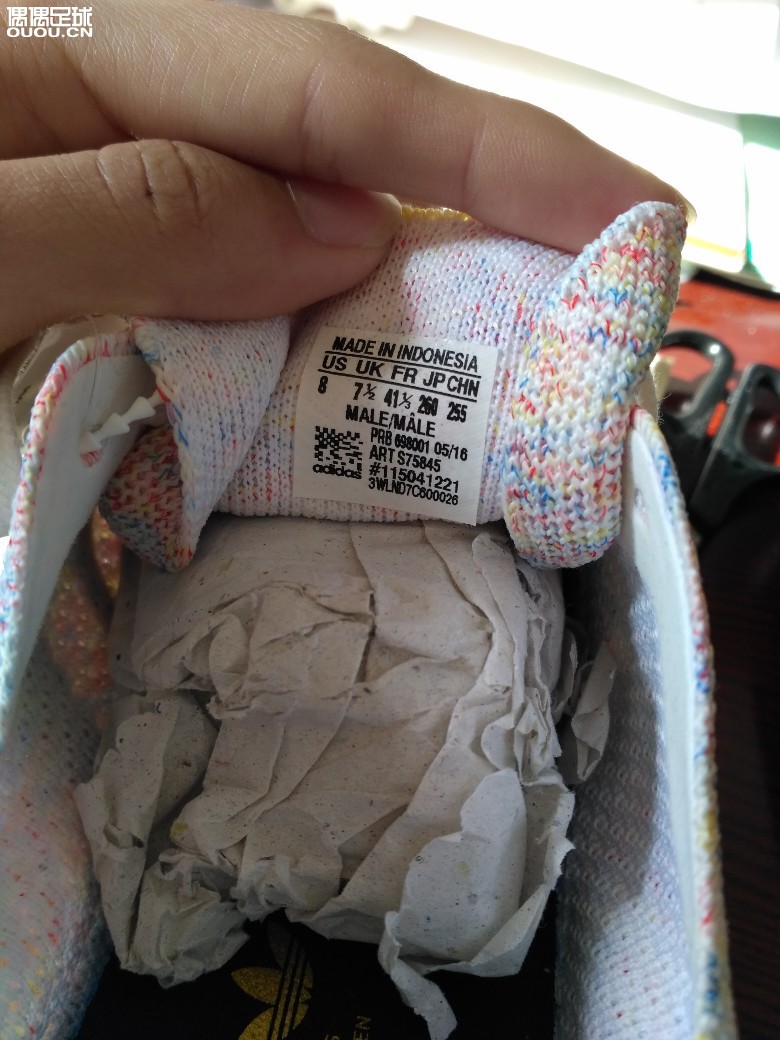 偶偶足球
OUOU.CN
MADE IN INDONESIA
US UK FR JP CHN
8 7½ 41⅓ 260 255
MALE/MÂLE
PRB 698001 05/16
ART S75845
adidas #115041221
3WLND7C600026
EN